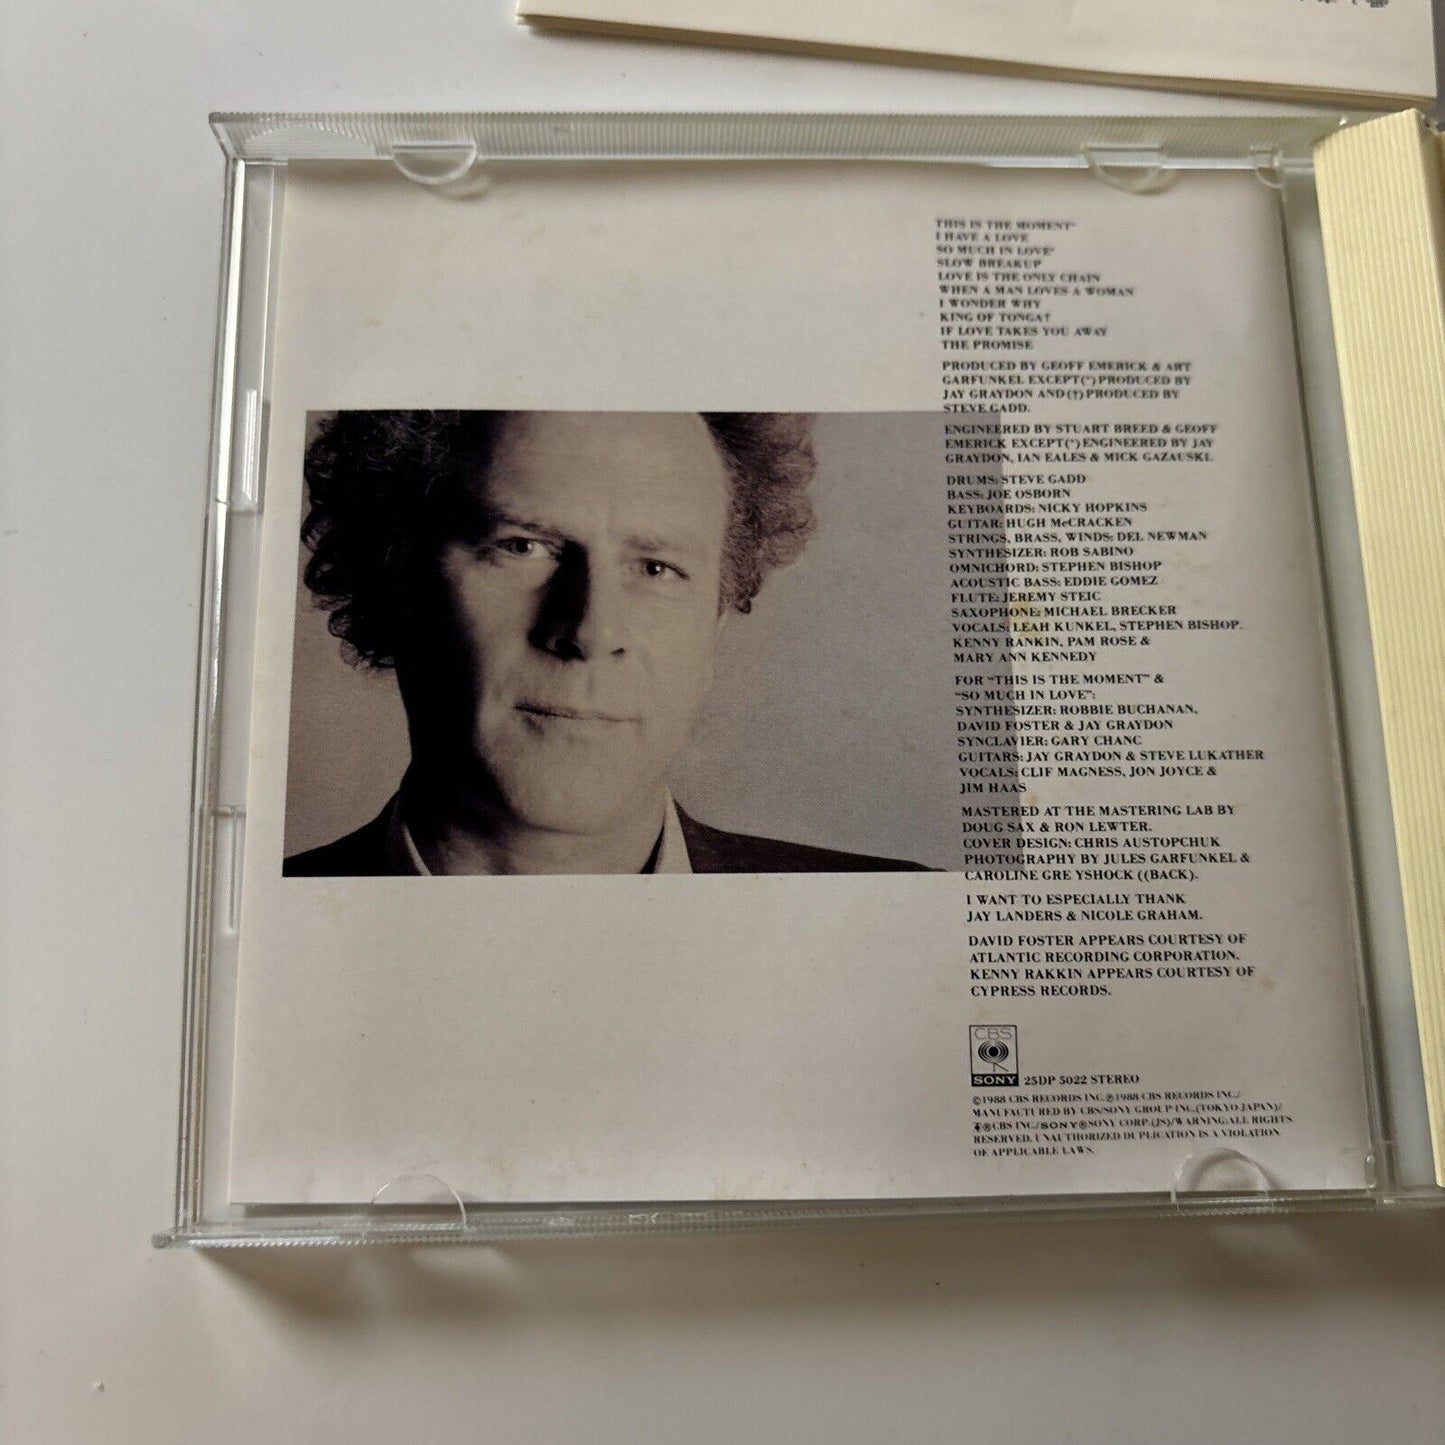 THIS IS THE MOMENT*
I HAVE A LOVE
SO MUCH IN LOVE*
SLOW BREAKUP
LOVE IS THE ONLY CHAIN
WHEN A MAN LOVES A WOMAN
I WONDER WHY
KING OF TONGA†
IF LOVE TAKES YOU AWAY
THE PROMISE
PRODUCED BY GEOFF EMERICK & ART
GARFUNKEL EXCEPT(*)PRODUCED BY
JAY GRAYDON AND(†)PRODUCED BY
STEVE GADD.
ENGINEERED BY STUART BREED & GEOFF
EMERICK EXCEPT(*)ENGINEERED BY JAY
GRAYDON, IAN EALES & MICK GAZAUSKI.
DRUMS: STEVE GADD
BASS: JOE OSBORN
KEYBOARDS: NICKY HOPKINS
GUITAR: HUGH McCRACKEN
STRINGS, BRASS, WINDS: DEL NEWMAN
SYNTHESIZER: ROB SABINO
OMNICHORD: STEPHEN BISHOP
ACOUSTIC BASS: EDDIE GOMEZ
FLUTE: JEREMY STEIC
SAXOPHONE: MICHAEL BRECKER
VOCALS: LEAH KUNKEL, STEPHEN BISHOP.
KENNY RANKIN, PAM ROSE &
MARY ANN KENNEDY
FOR "THIS IS THE MOMENT" &
"SO MUCH IN LOVE":
SYNTHESIZER: ROBBIE BUCHANAN,
DAVID FOSTER & JAY GRAYDON
SYNCLAVIER: GARY CHANC
GUITARS: JAY GRAYDON & STEVE LUKATHER
VOCALS: CLIF MAGNESS, JON JOYCE &
JIM HAAS
MASTERED AT THE MASTERING LAB BY
DOUG SAX & RON LEWTER.
COVER DESIGN: CHRIS AUSTOPCHUK
PHOTOGRAPHY BY JULES GARFUNKEL &
CAROLINE GRE YSHOCK ((BACK).
I WANT TO ESPECIALLY THANK
JAY LANDERS & NICOLE GRAHAM.
DAVID FOSTER APPEARS COURTESY OF
ATLANTIC RECORDING CORPORATION.
KENNY RAKKIN APPEARS COURTESY OF
CYPRESS RECORDS.
CBS
SONY 25DP 5022 STEREO
©1988 CBS RECORDS INC.℗1988 CBS RECORDS INC./
MANUFACTURED BY CBS/SONY GROUP INC.(TOKYO JAPAN)/
®CBS INC./SONY®SONY CORP.(JS)/WARNING:ALL RIGHTS
RESERVED. UNAUTHORIZED DUPLICATION IS A VIOLATION
OF APPLICABLE LAWS.